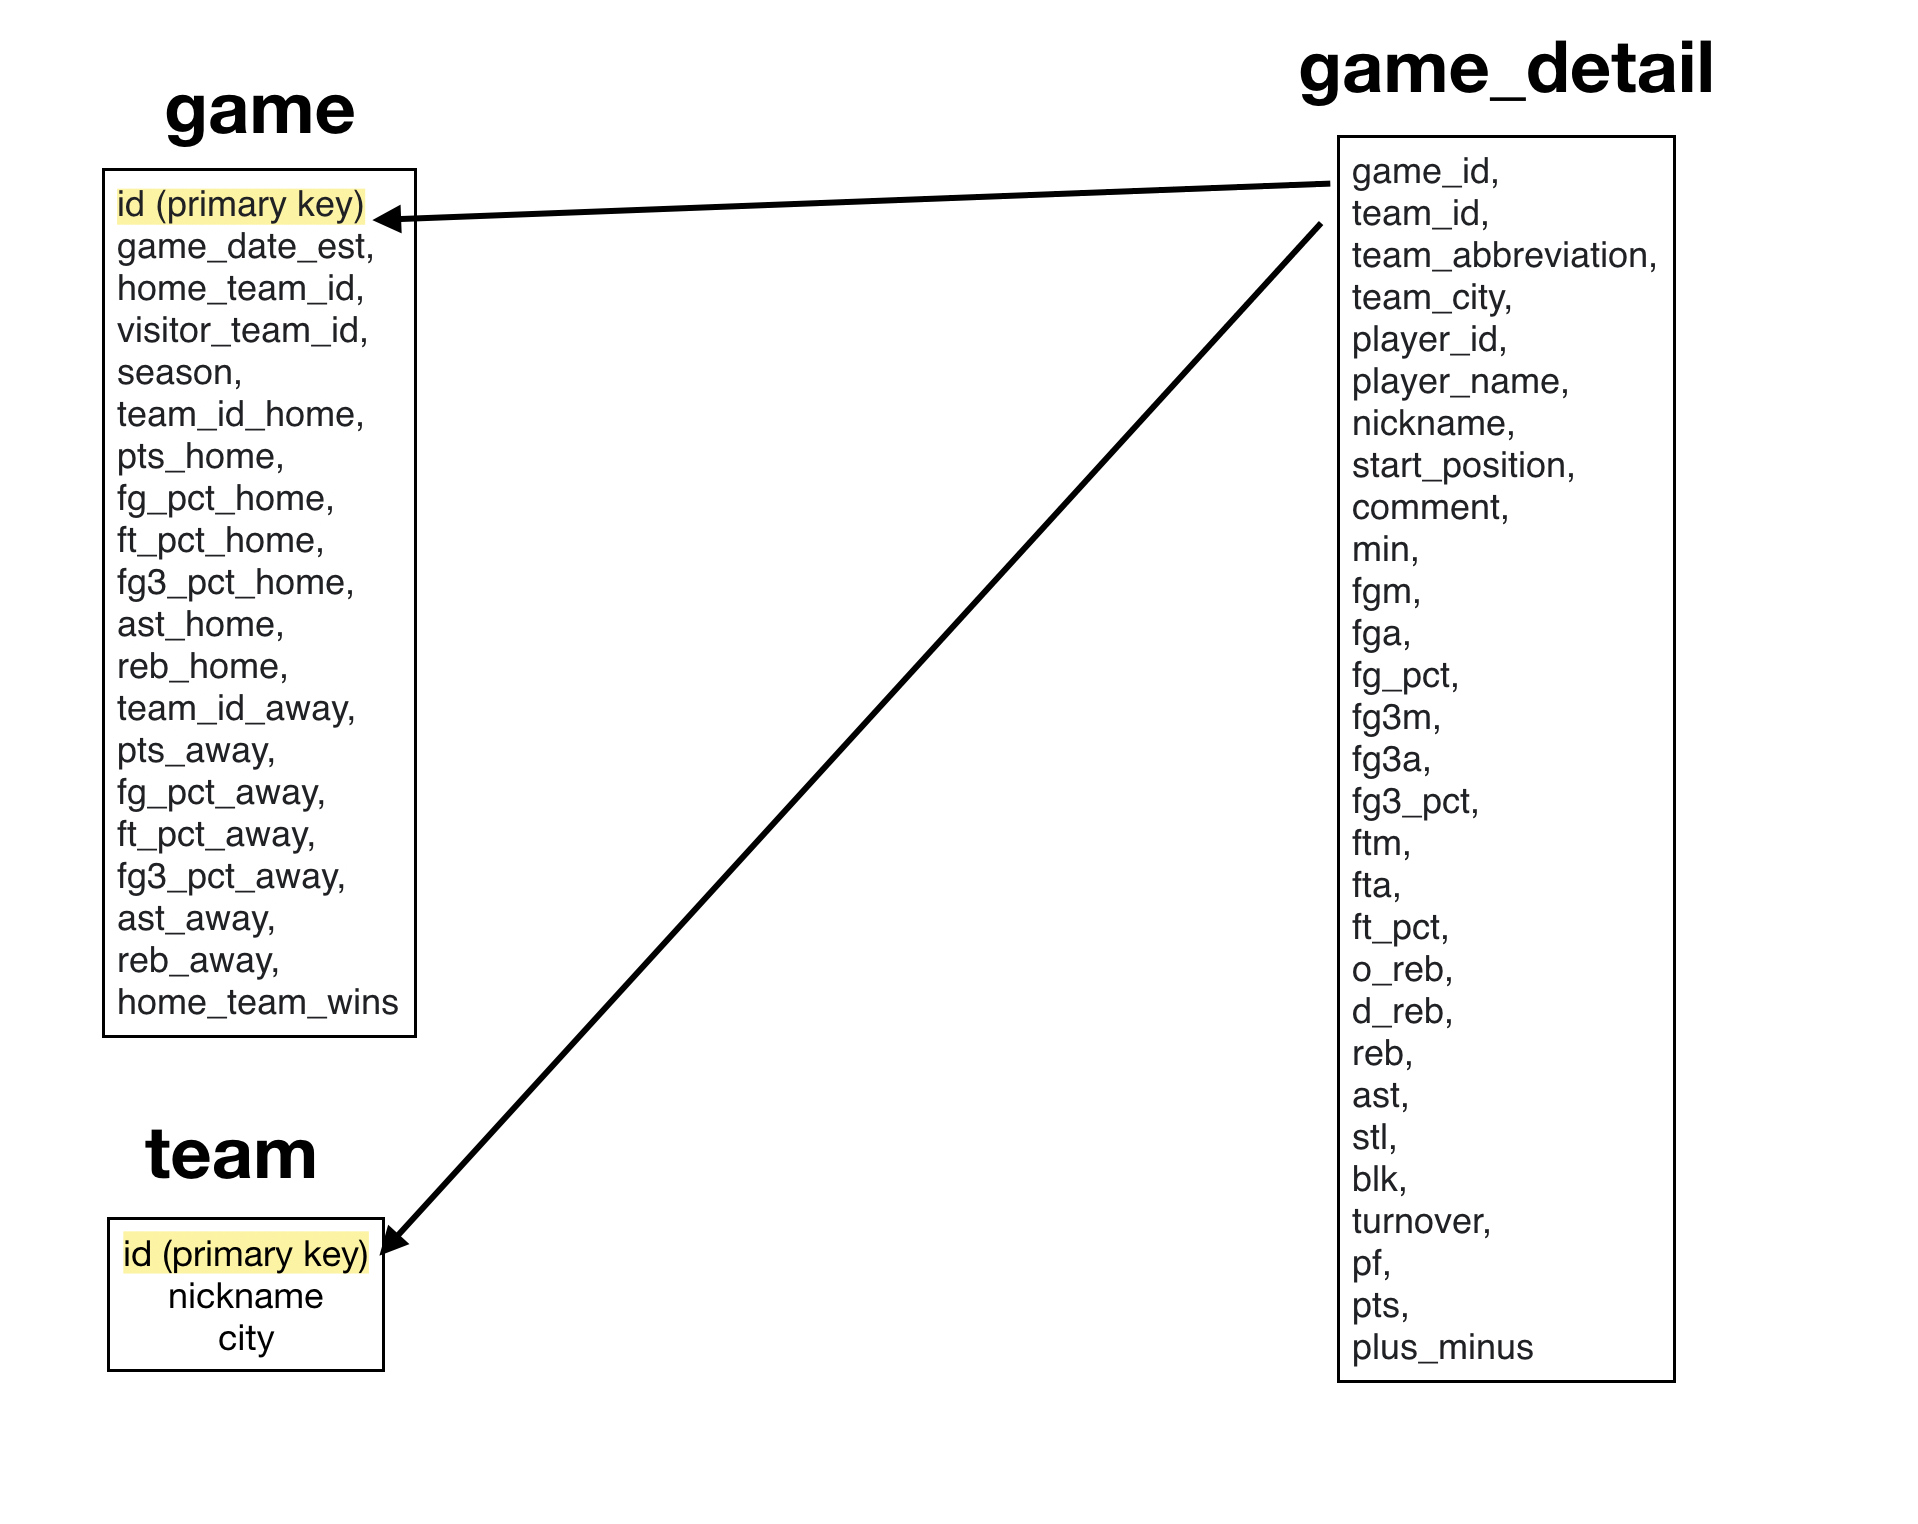 game
id (primary key)
game_date_est,
home_team_id,
visitor_team_id,
season,
team_id_home,
pts_home,
fg_pct_home,
ft_pct_home,
fg3_pct_home,
ast_home,
reb_home,
team_id_away,
pts_away,
fg_pct_away,
ft_pct_away,
fg3_pct_away,
ast_away,
reb_away,
home_team_wins
team
id (primary key)
nickname
city
game_detail
game_id,
team_id,
team_abbreviation,
team_city,
player_id,
player_name,
nickname,
start_position,
comment,
min,
fgm,
fga,
fg_pct,
fg3m,
fg3a,
fg3_pct,
ftm,
fta,
ft_pct,
o_reb,
d_reb,
reb,
ast,
stl,
blk,
turnover,
pf,
pts,
plus_minus